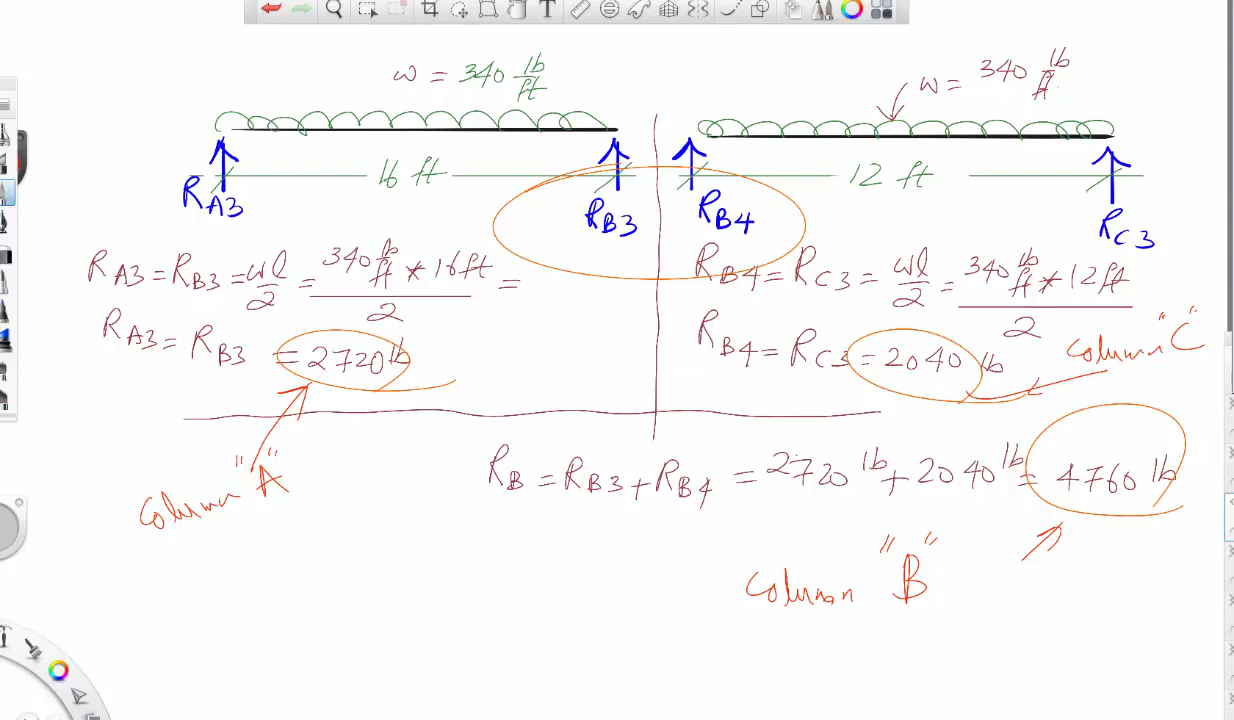 w = 340 lb/ft
w = 340 lb/ft
16 ft
12 ft
RA3
RB3
RB4
RC3
RA3 = RB3 = wl/2 = 340 lb/ft * 16 ft / 2 =
RA3 = RB3 = 2720 lb
RB4 = RC3 = wl/2 = 340 lb/ft * 12 ft / 2
RB4 = RC3 = 2040 lb
column "C"
column "A"
RB = RB3 + RB4 = 2720 lb + 2040 lb = 4760 lb
column "B"